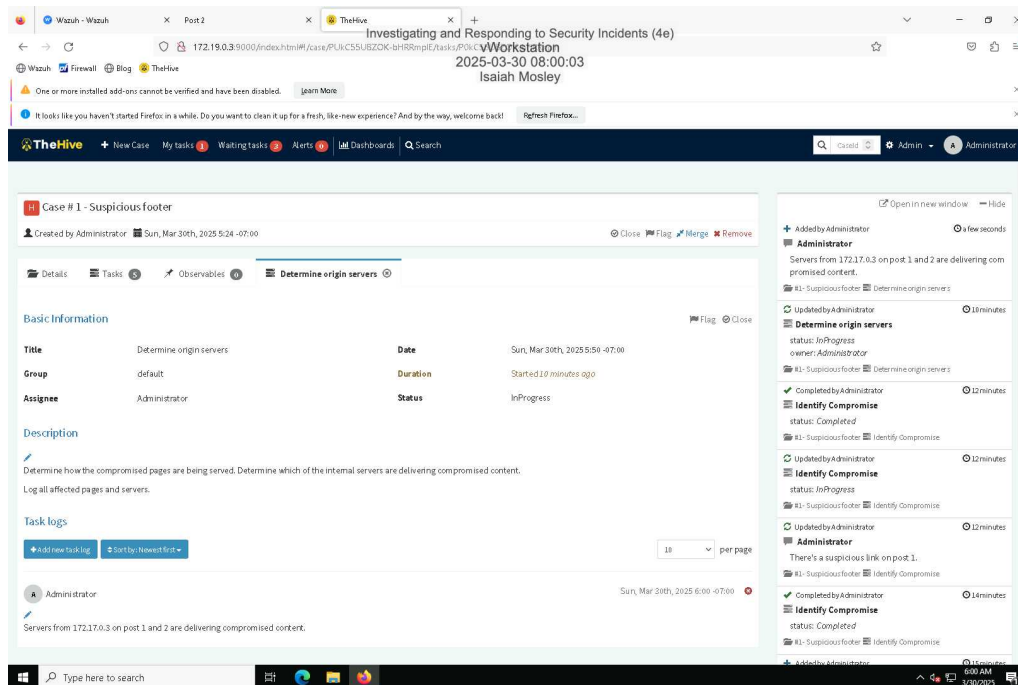 Wazuh - Wazuh
Post 2
TheHive
Investigating and Responding to Security Incidents (4e)
vWorkstation
2025-03-30 08:00:03
Isaiah Mosley
172.19.0.3:9000/index.html#!/case/
Wazuh Firewall Blog TheHive
One or more installed add-ons cannot be verified and have been disabled. Learn More
It looks like you haven't started Firefox in a while. Do you want to clean it up for a fresh, like-new experience? And by the way, welcome back! Refresh Firefox...
TheHive + New Case My tasks 1 Waiting tasks 3 Alerts 0 Dashboards Search CaseId Admin A Administrator
H Case # 1 - Suspicious footer
Created by Administrator Sun, Mar 30th, 2025 5:24 -07:00 Close Flag Merge Remove
Details Tasks 5 Observables 0 Determine origin servers
Basic Information Flag Close
Title Determine origin servers Date Sun, Mar 30th, 2025 5:50 -07:00
Group default Duration Started 10 minutes ago
Assignee Administrator Status InProgress
Description
Determine how the compromised pages are being served. Determine which of the internal servers are delivering compromised content.
Log all affected pages and servers.
Task logs
+Add new task log Sort by: Newest first per page
A Administrator Sun, Mar 30th, 2025 6:00 -07:00
Servers from 172.17.0.3 on post 1 and 2 are delivering compromised content.
Open in new window Hide
Added by Administrator a few seconds
Administrator
Servers from 172.17.0.3 on post 1 and 2 are delivering com
promised content.
#1- Suspicious footer Determine origin servers
Updated by Administrator 10 minutes
Determine origin servers
status: InProgress
owner: Administrator
#1- Suspicious footer Determine origin servers
Completed by Administrator 12 minutes
Identify Compromise
status: Completed
#1- Suspicious footer Identify Compromise
Updated by Administrator 12 minutes
Identify Compromise
status: InProgress
#1- Suspicious footer Identify Compromise
Updated by Administrator 12 minutes
Administrator
There's a suspicious link on post 1.
#1- Suspicious footer Identify Compromise
Completed by Administrator 14 minutes
Identify Compromise
status: Completed
#1- Suspicious footer Identify Compromise
Added by Administrator 15 minutes
Type here to search
6:00 AM
3/30/2025